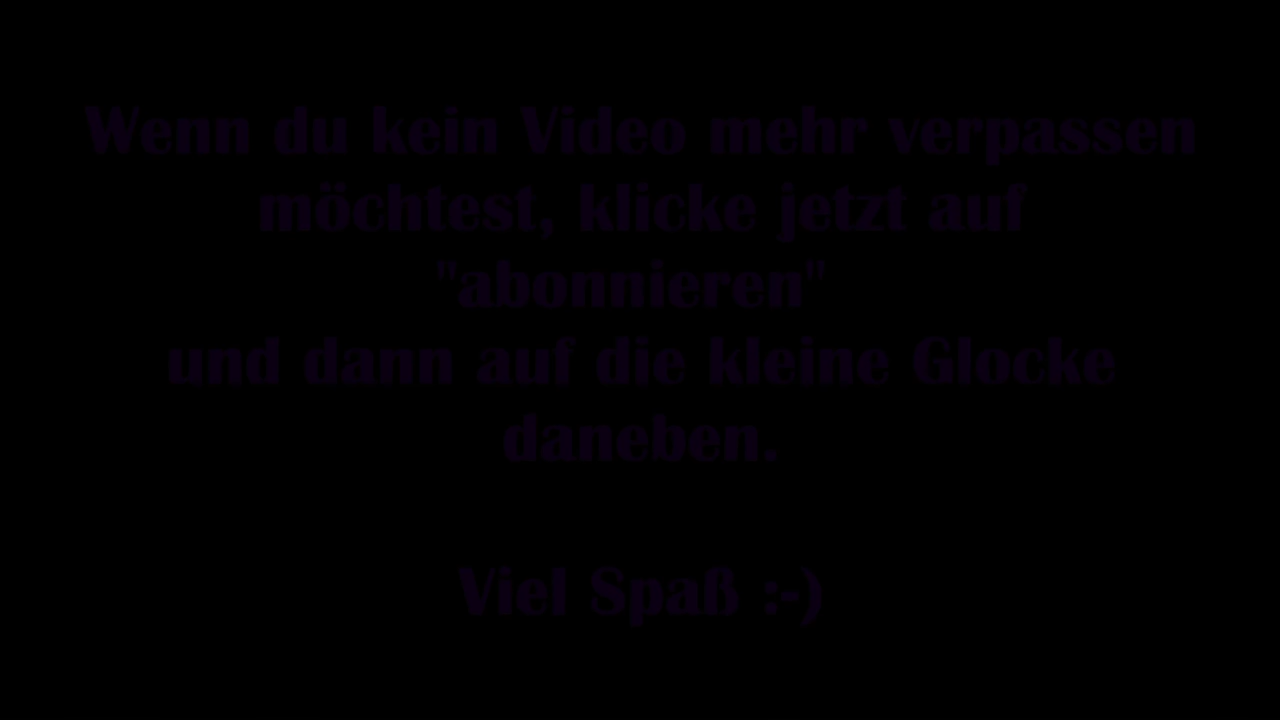 Wenn du kein Video mehr verpassen
möchtest, klicke jetzt auf
"abonnieren"
und dann auf die kleine Glocke
daneben.
Viel Spaß :-)